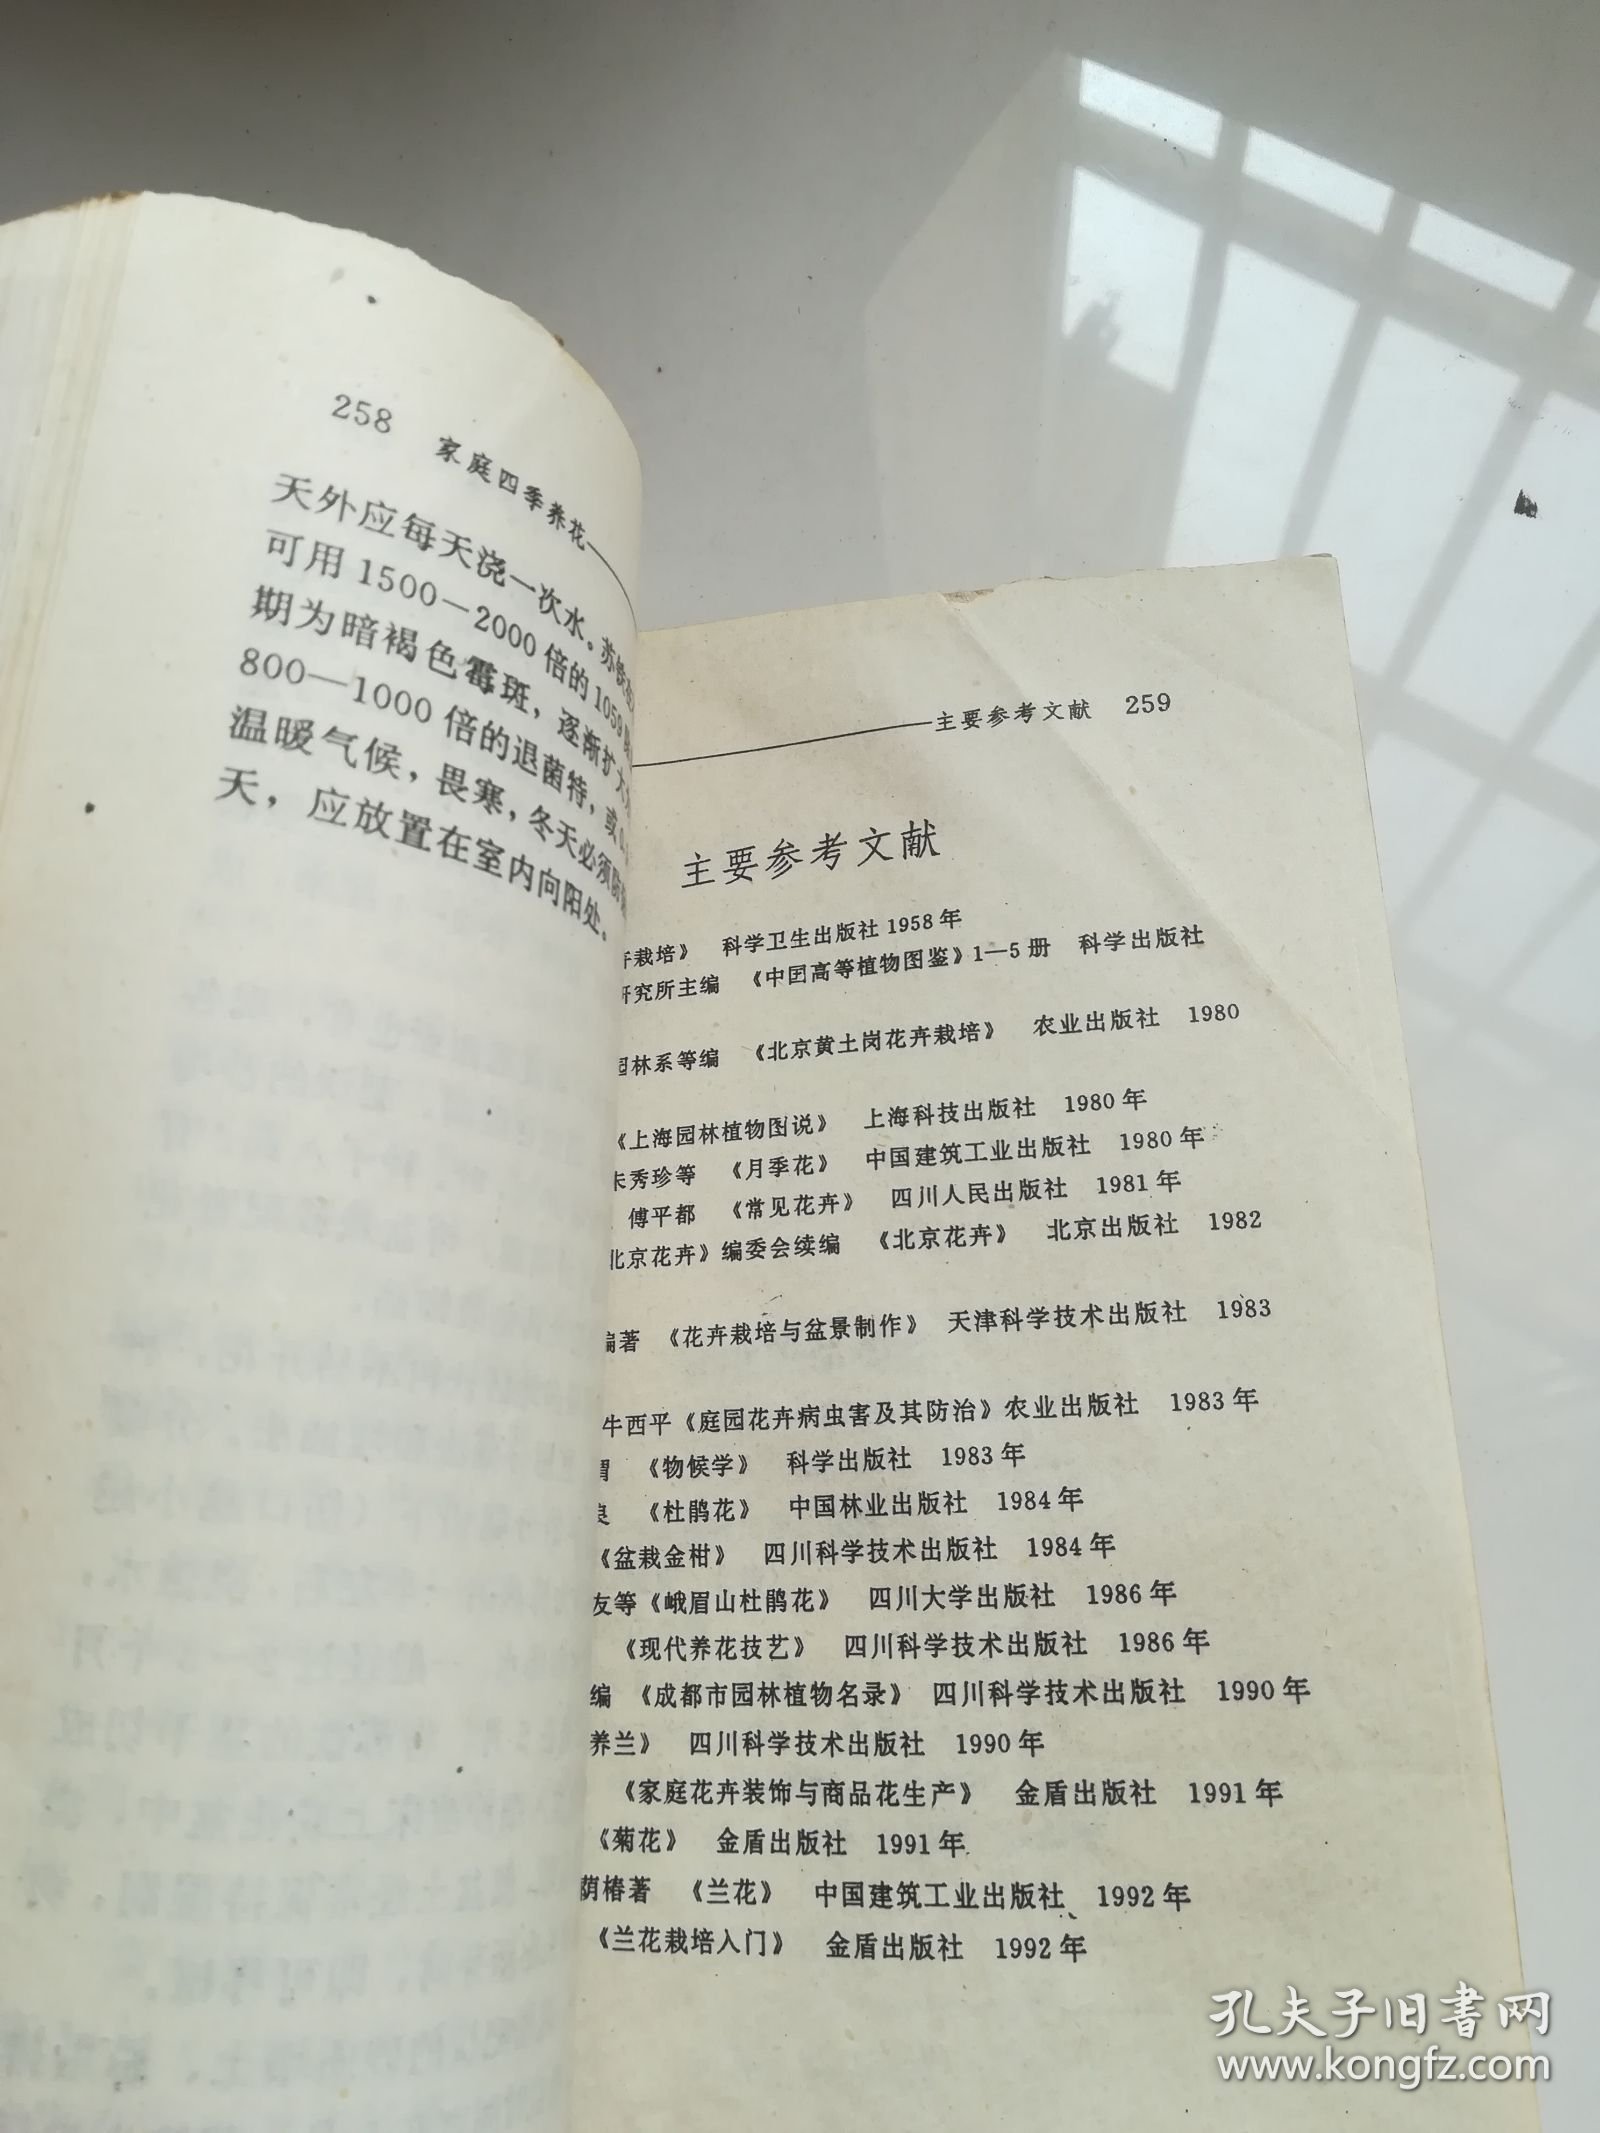 258 家庭四季养花
天外应每天浇一次水。苏铁
可用1500—2000倍的1059
期为暗褐色霉斑，逐渐扩大
800—1000倍的退菌特，或
温暖气候，畏寒，冬天必须防
天，应放置在室内向阳处。
主要参考文献 259
主要参考文献
栽培》 科学卫生出版社1958年
研究所主编 《中国高等植物图鉴》1—5册 科学出版社
园林系等编 《北京黄土岗花卉栽培》 农业出版社 1980
《上海园林植物图说》 上海科技出版社 1980年
朱秀珍等 《月季花》 中国建筑工业出版社 1980年
傅平都 《常见花卉》 四川人民出版社 1981年
北京花卉》编委会续编 《北京花卉》 北京出版社 1982
编著 《花卉栽培与盆景制作》 天津科学技术出版社 1983
牛西平《庭园花卉病虫害及其防治》农业出版社 1983年
《物候学》 科学出版社 1983年
《杜鹃花》 中国林业出版社 1984年
《盆栽金柑》 四川科学技术出版社 1984年
友等《峨眉山杜鹃花》 四川大学出版社 1986年
《现代养花技艺》 四川科学技术出版社 1986年
编 《成都市园林植物名录》 四川科学技术出版社 1990年
养兰》 四川科学技术出版社 1990年
《家庭花卉装饰与商品花生产》 金盾出版社 1991年
《菊花》 金盾出版社 1991年
荫椿著 《兰花》 中国建筑工业出版社 1992年
《兰花栽培入门》 金盾出版社 1992年
孔夫子旧书网
www.kongfz.com